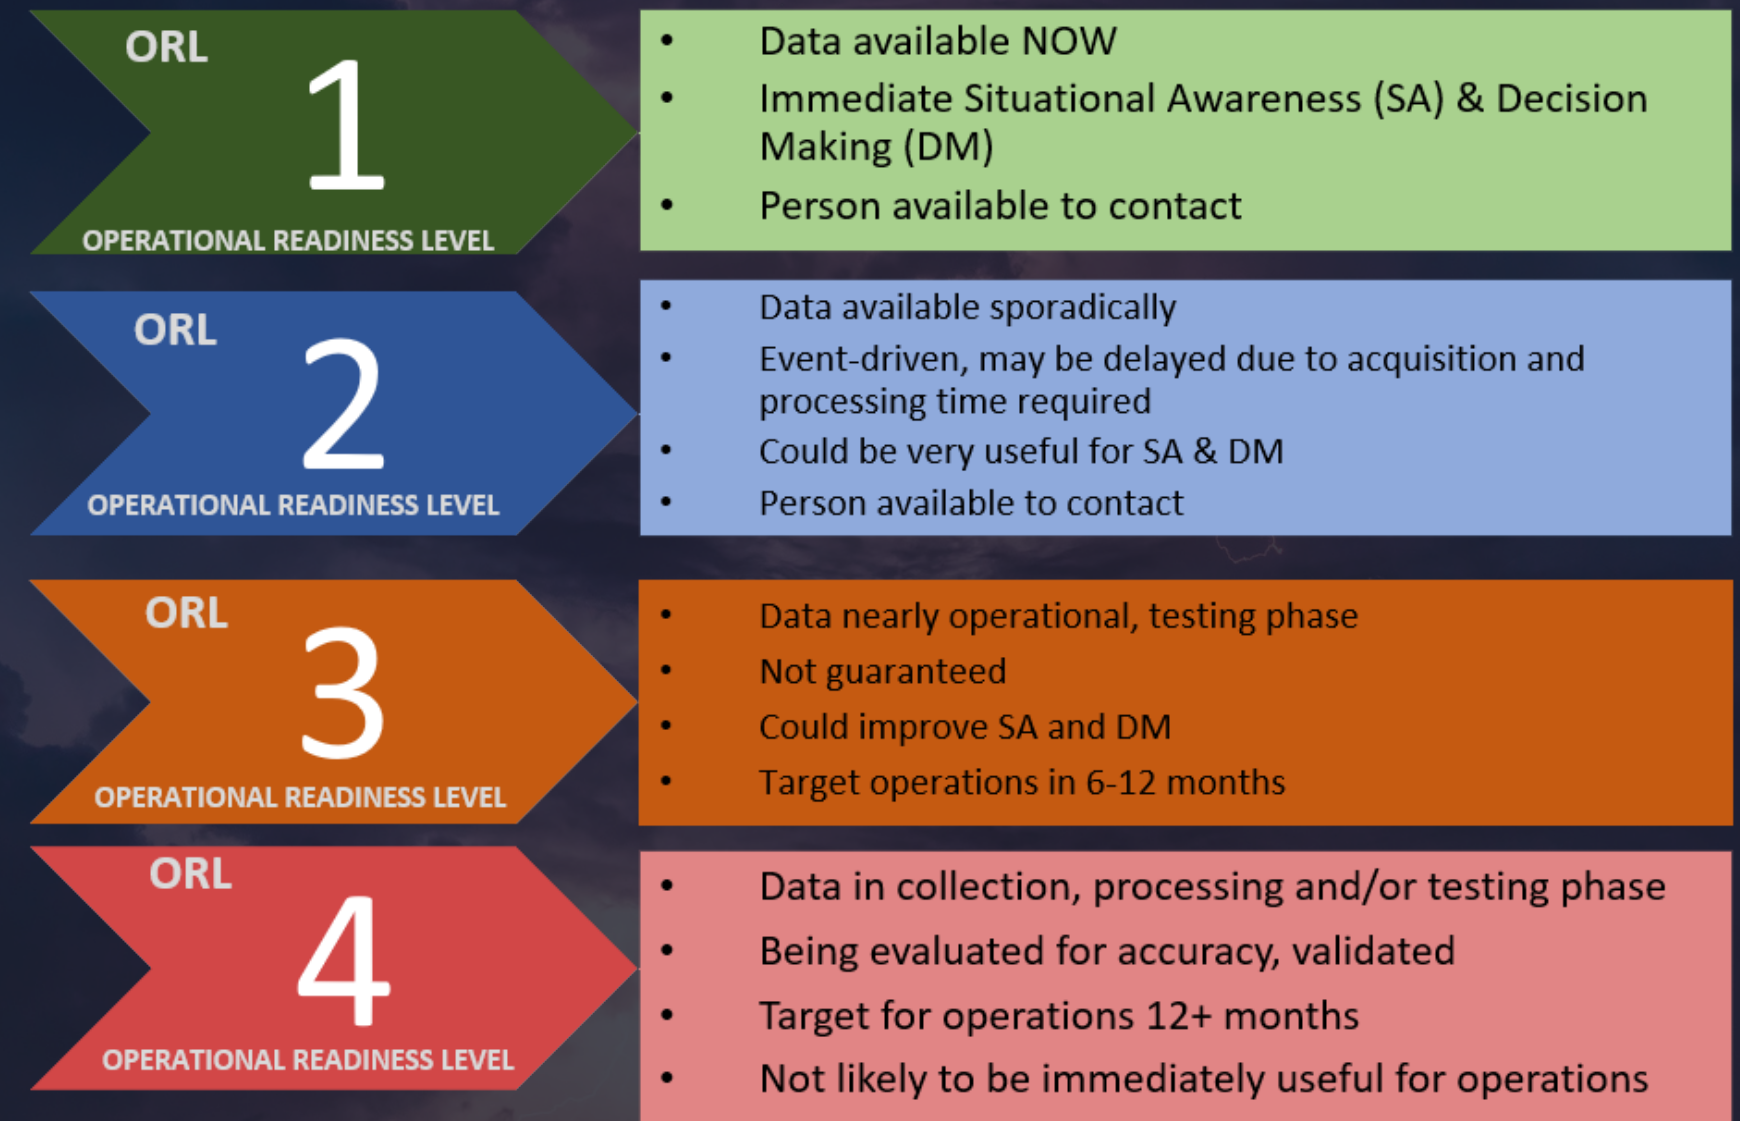 ORL
1
OPERATIONAL READINESS LEVEL
• Data available NOW
• Immediate Situational Awareness (SA) & Decision
Making (DM)
• Person available to contact
ORL
2
OPERATIONAL READINESS LEVEL
• Data available sporadically
• Event-driven, may be delayed due to acquisition and
processing time required
• Could be very useful for SA & DM
• Person available to contact
ORL
3
OPERATIONAL READINESS LEVEL
• Data nearly operational, testing phase
• Not guaranteed
• Could improve SA and DM
• Target operations in 6-12 months
ORL
4
OPERATIONAL READINESS LEVEL
• Data in collection, processing and/or testing phase
• Being evaluated for accuracy, validated
• Target for operations 12+ months
• Not likely to be immediately useful for operations